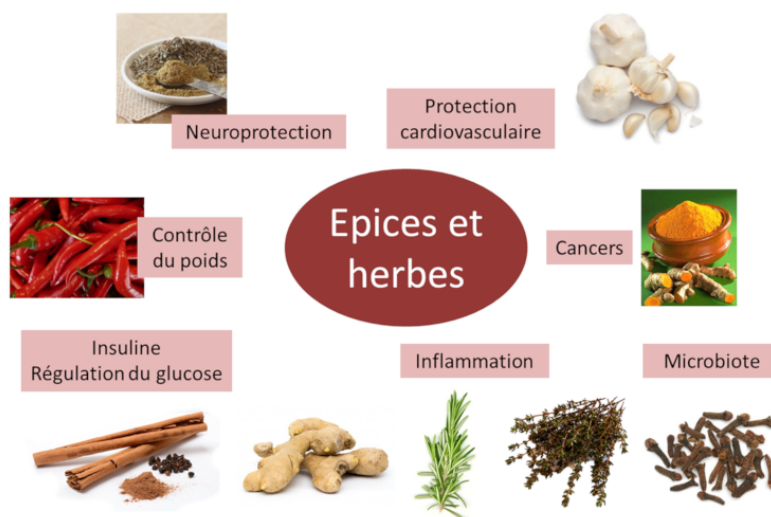 Neuroprotection
Protection
cardiovasculaire
Epices et
herbes
Contrôle
du poids
Cancers
Insuline
Régulation du glucose
Inflammation
Microbiote